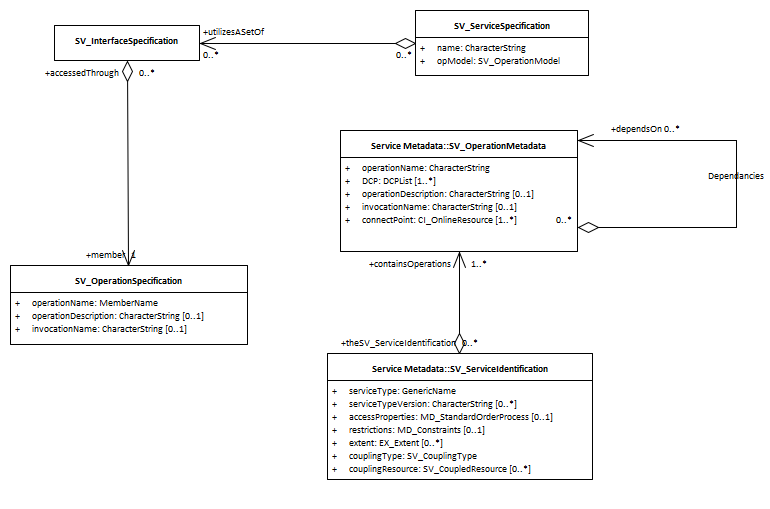 SV_ServiceSpecification
+ name: CharacterString
+ opModel: SV_OperationModel
SV_InterfaceSpecification
+utilizesASetOf
0..*
0..*
+accessedThrough
0..*
+member 1
SV_OperationSpecification
+ operationName: MemberName
+ operationDescription: CharacterString [0..1]
+ invocationName: CharacterString [0..1]
Service Metadata::SV_OperationMetadata
+ operationName: CharacterString
+ DCP: DCPList [1..*]
+ operationDescription: CharacterString [0..1]
+ invocationName: CharacterString [0..1]
+ connectPoint: CI_OnlineResource [1..*]
0..*
+dependsOn 0..*
Dependancies
+containsOperations
1..*
+theSV_ServiceIdentification
0..*
Service Metadata::SV_ServiceIdentification
+ serviceType: GenericName
+ serviceTypeVersion: CharacterString [0..*]
+ accessProperties: MD_StandardOrderProcess [0..1]
+ restrictions: MD_Constraints [0..1]
+ extent: EX_Extent [0..*]
+ couplingType: SV_CouplingType
+ couplingResource: SV_CoupledResource [0..*]